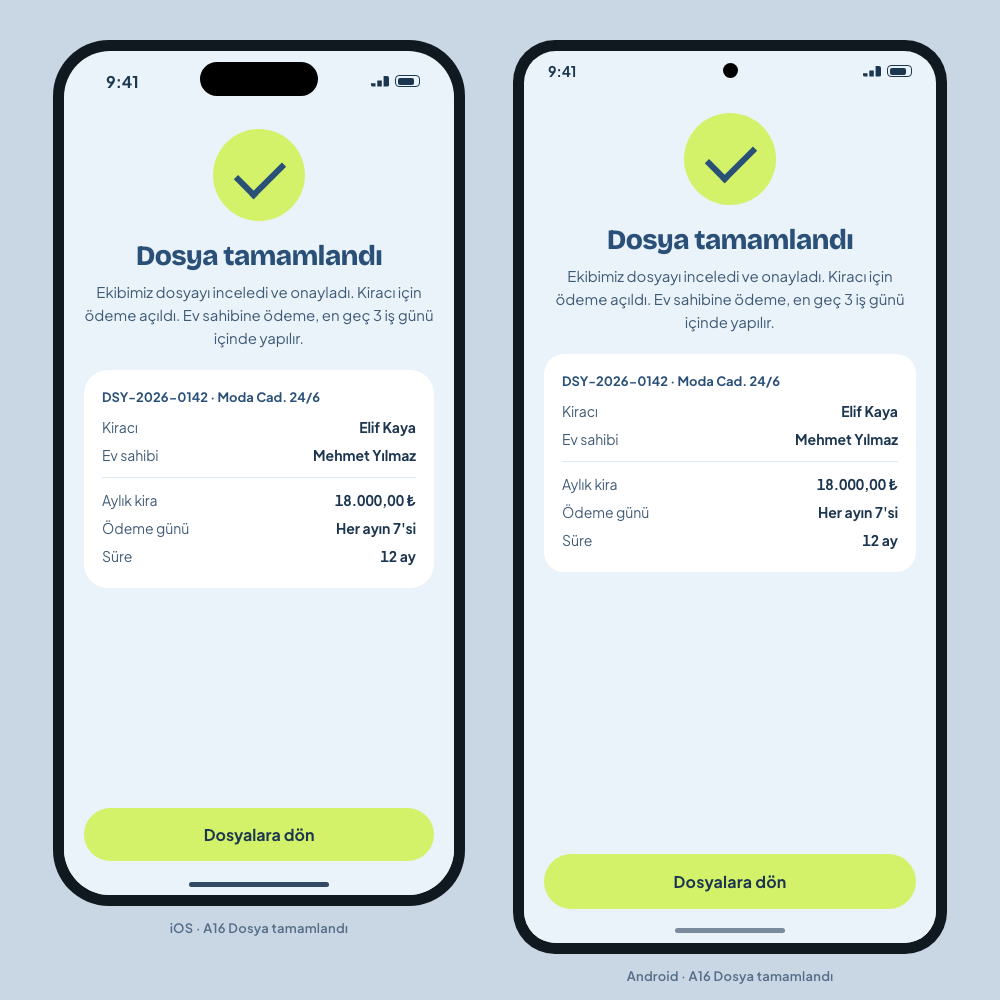 9:41
Dosya tamamlandı
Ekibimiz dosyayı inceledi ve onayladı. Kiracı için
ödeme açıldı. Ev sahibine ödeme, en geç 3 iş günü
içinde yapılır.
DSY-2026-0142 · Moda Cad. 24/6
Kiracı Elif Kaya
Ev sahibi Mehmet Yılmaz
Aylık kira 18.000,00 ₺
Ödeme günü Her ayın 7'si
Süre 12 ay
Dosyalara dön
iOS · A16 Dosya tamamlandı
9:41
Dosya tamamlandı
Ekibimiz dosyayı inceledi ve onayladı. Kiracı için
ödeme açıldı. Ev sahibine ödeme, en geç 3 iş günü
içinde yapılır.
DSY-2026-0142 · Moda Cad. 24/6
Kiracı Elif Kaya
Ev sahibi Mehmet Yılmaz
Aylık kira 18.000,00 ₺
Ödeme günü Her ayın 7'si
Süre 12 ay
Dosyalara dön
Android · A16 Dosya tamamlandı